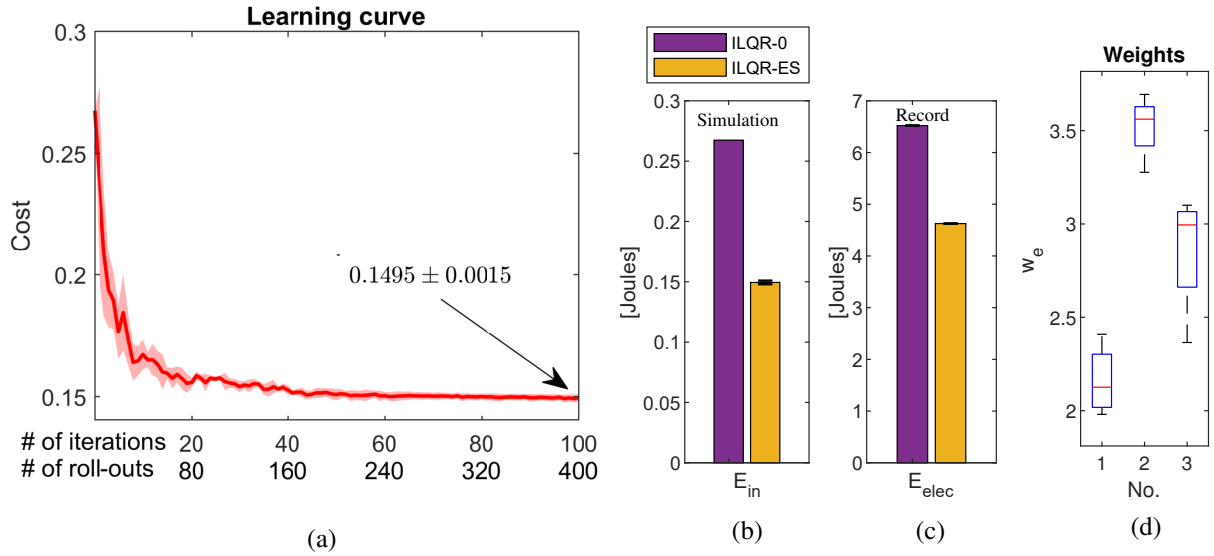 Learning curve
0.3
0.25
0.2
0.15
Cost
0.1495 ± 0.0015
# of iterations 20 40 60 80 100
# of roll-outs 80 160 240 320 400
(a)
ILQR-0
ILQR-ES
Simulation
0.3
0.25
0.2
0.15
0.1
0.05
0
[Joules]
E_in
(b)
Record
7
6
5
4
3
2
1
0
[Joules]
E_elec
(c)
Weights
3.5
3
2.5
2
w_e
1 2 3
No.
(d)